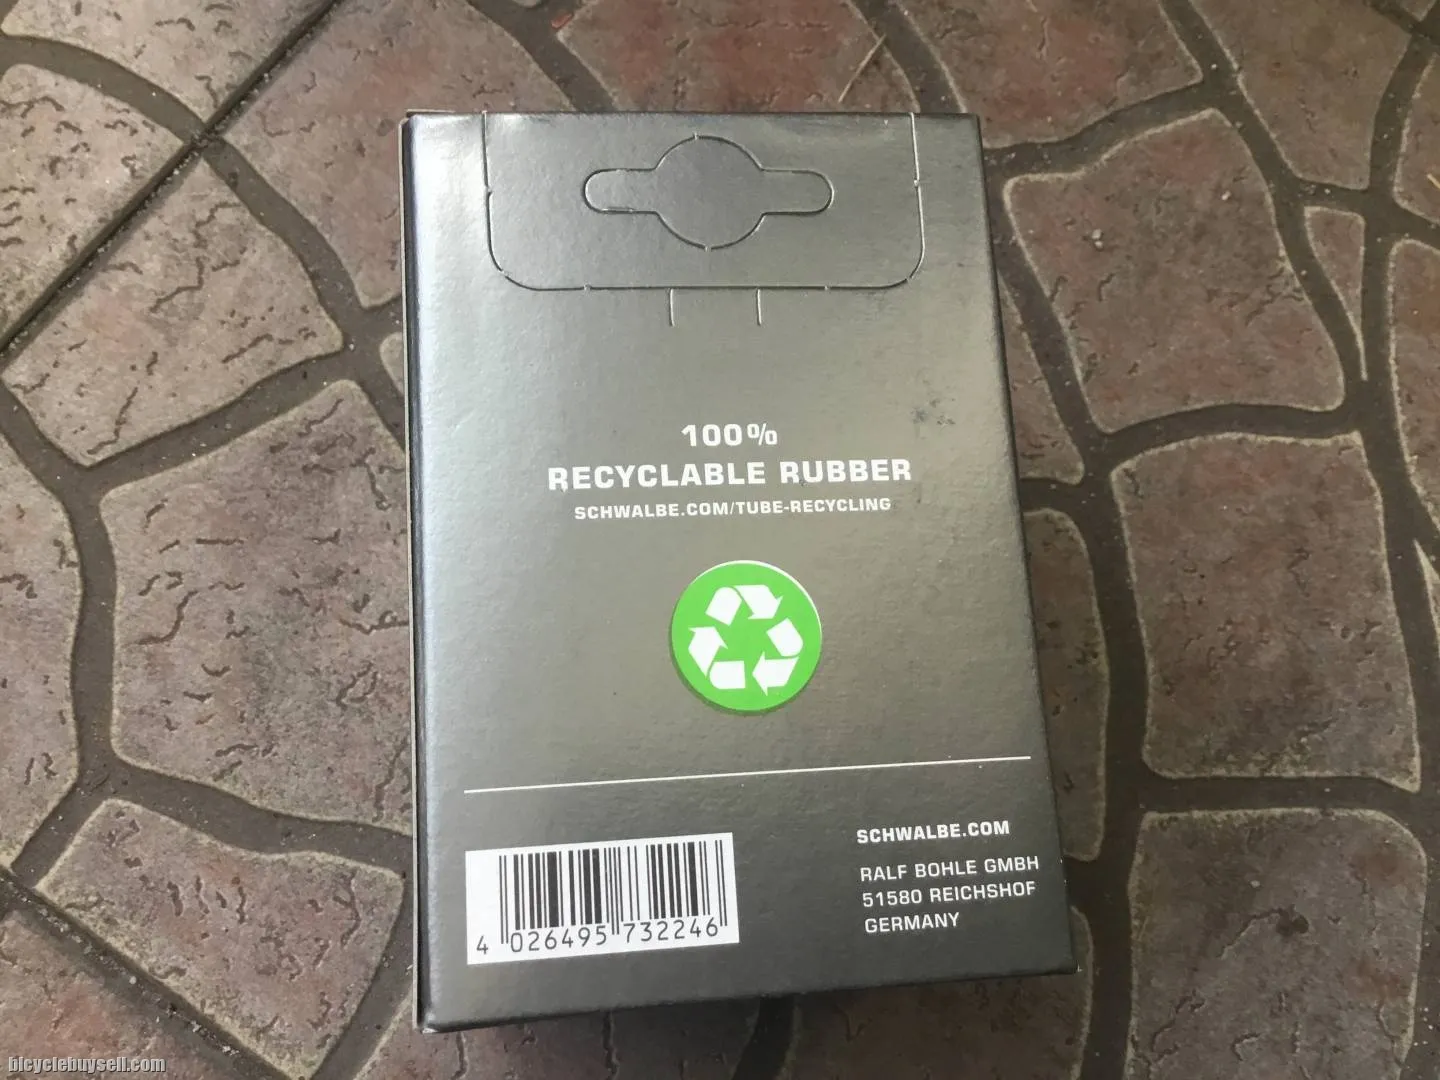 100%
RECYCLABLE RUBBER
SCHWALBE.COM/TUBE-RECYCLING
SCHWALBE.COM
RALF BOHLE GMBH
51580 REICHSHOF
GERMANY
4 026495 732246
bicyclebuysell.com